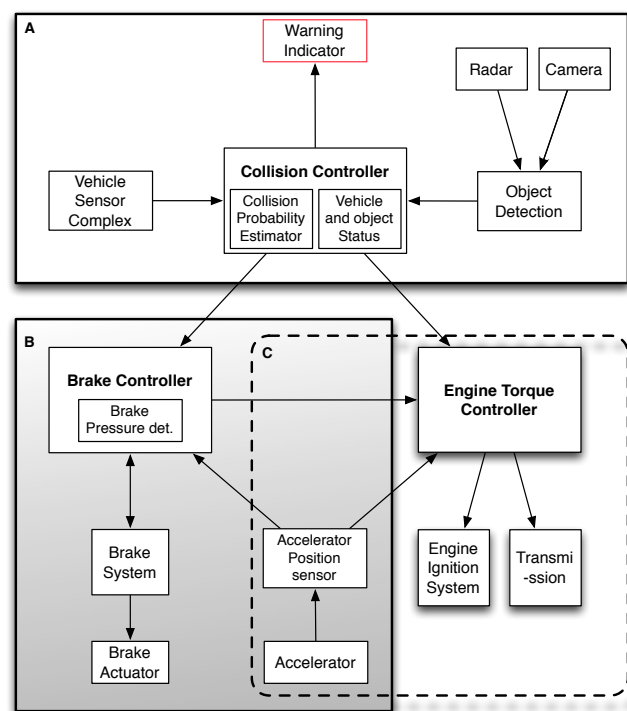 A
Warning
Indicator
Radar
Camera
Collision Controller
Vehicle
Sensor
Complex
Collision
Probability
Estimator
Vehicle
and object
Status
Object
Detection
B
C
Brake Controller
Brake
Pressure det.
Engine Torque
Controller
Brake
System
Accelerator
Position
sensor
Engine
Ignition
System
Transmi
-ssion
Brake
Actuator
Accelerator